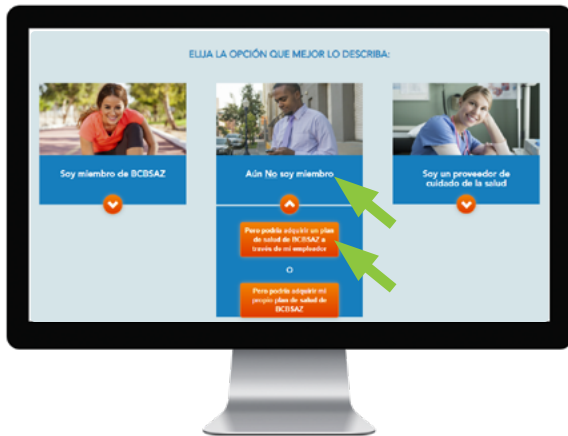 ELIJA LA OPCIÓN QUE MEJOR LO DESCRIBA:
Soy miembro de BCBSAZ
Aún No soy miembro
Pero podría adquirir un plan
de salud de BCBSAZ a
través de mi empleador
O
Pero podría adquirir mi
propio plan de salud de
BCBSAZ
Soy un proveedor de
cuidado de la salud